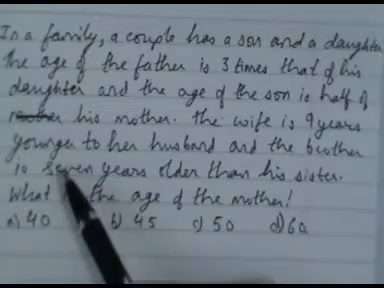 In a family, a couple has a son and a daughter
the age of the father is 3 times that of his
daughter and the age of the son is half of
his mother. the wife is 9 years
younger to her husband and the brother
is seven years older than his sister.
What the age of the mother!
a) 40 b) 45 c) 50 d) 60